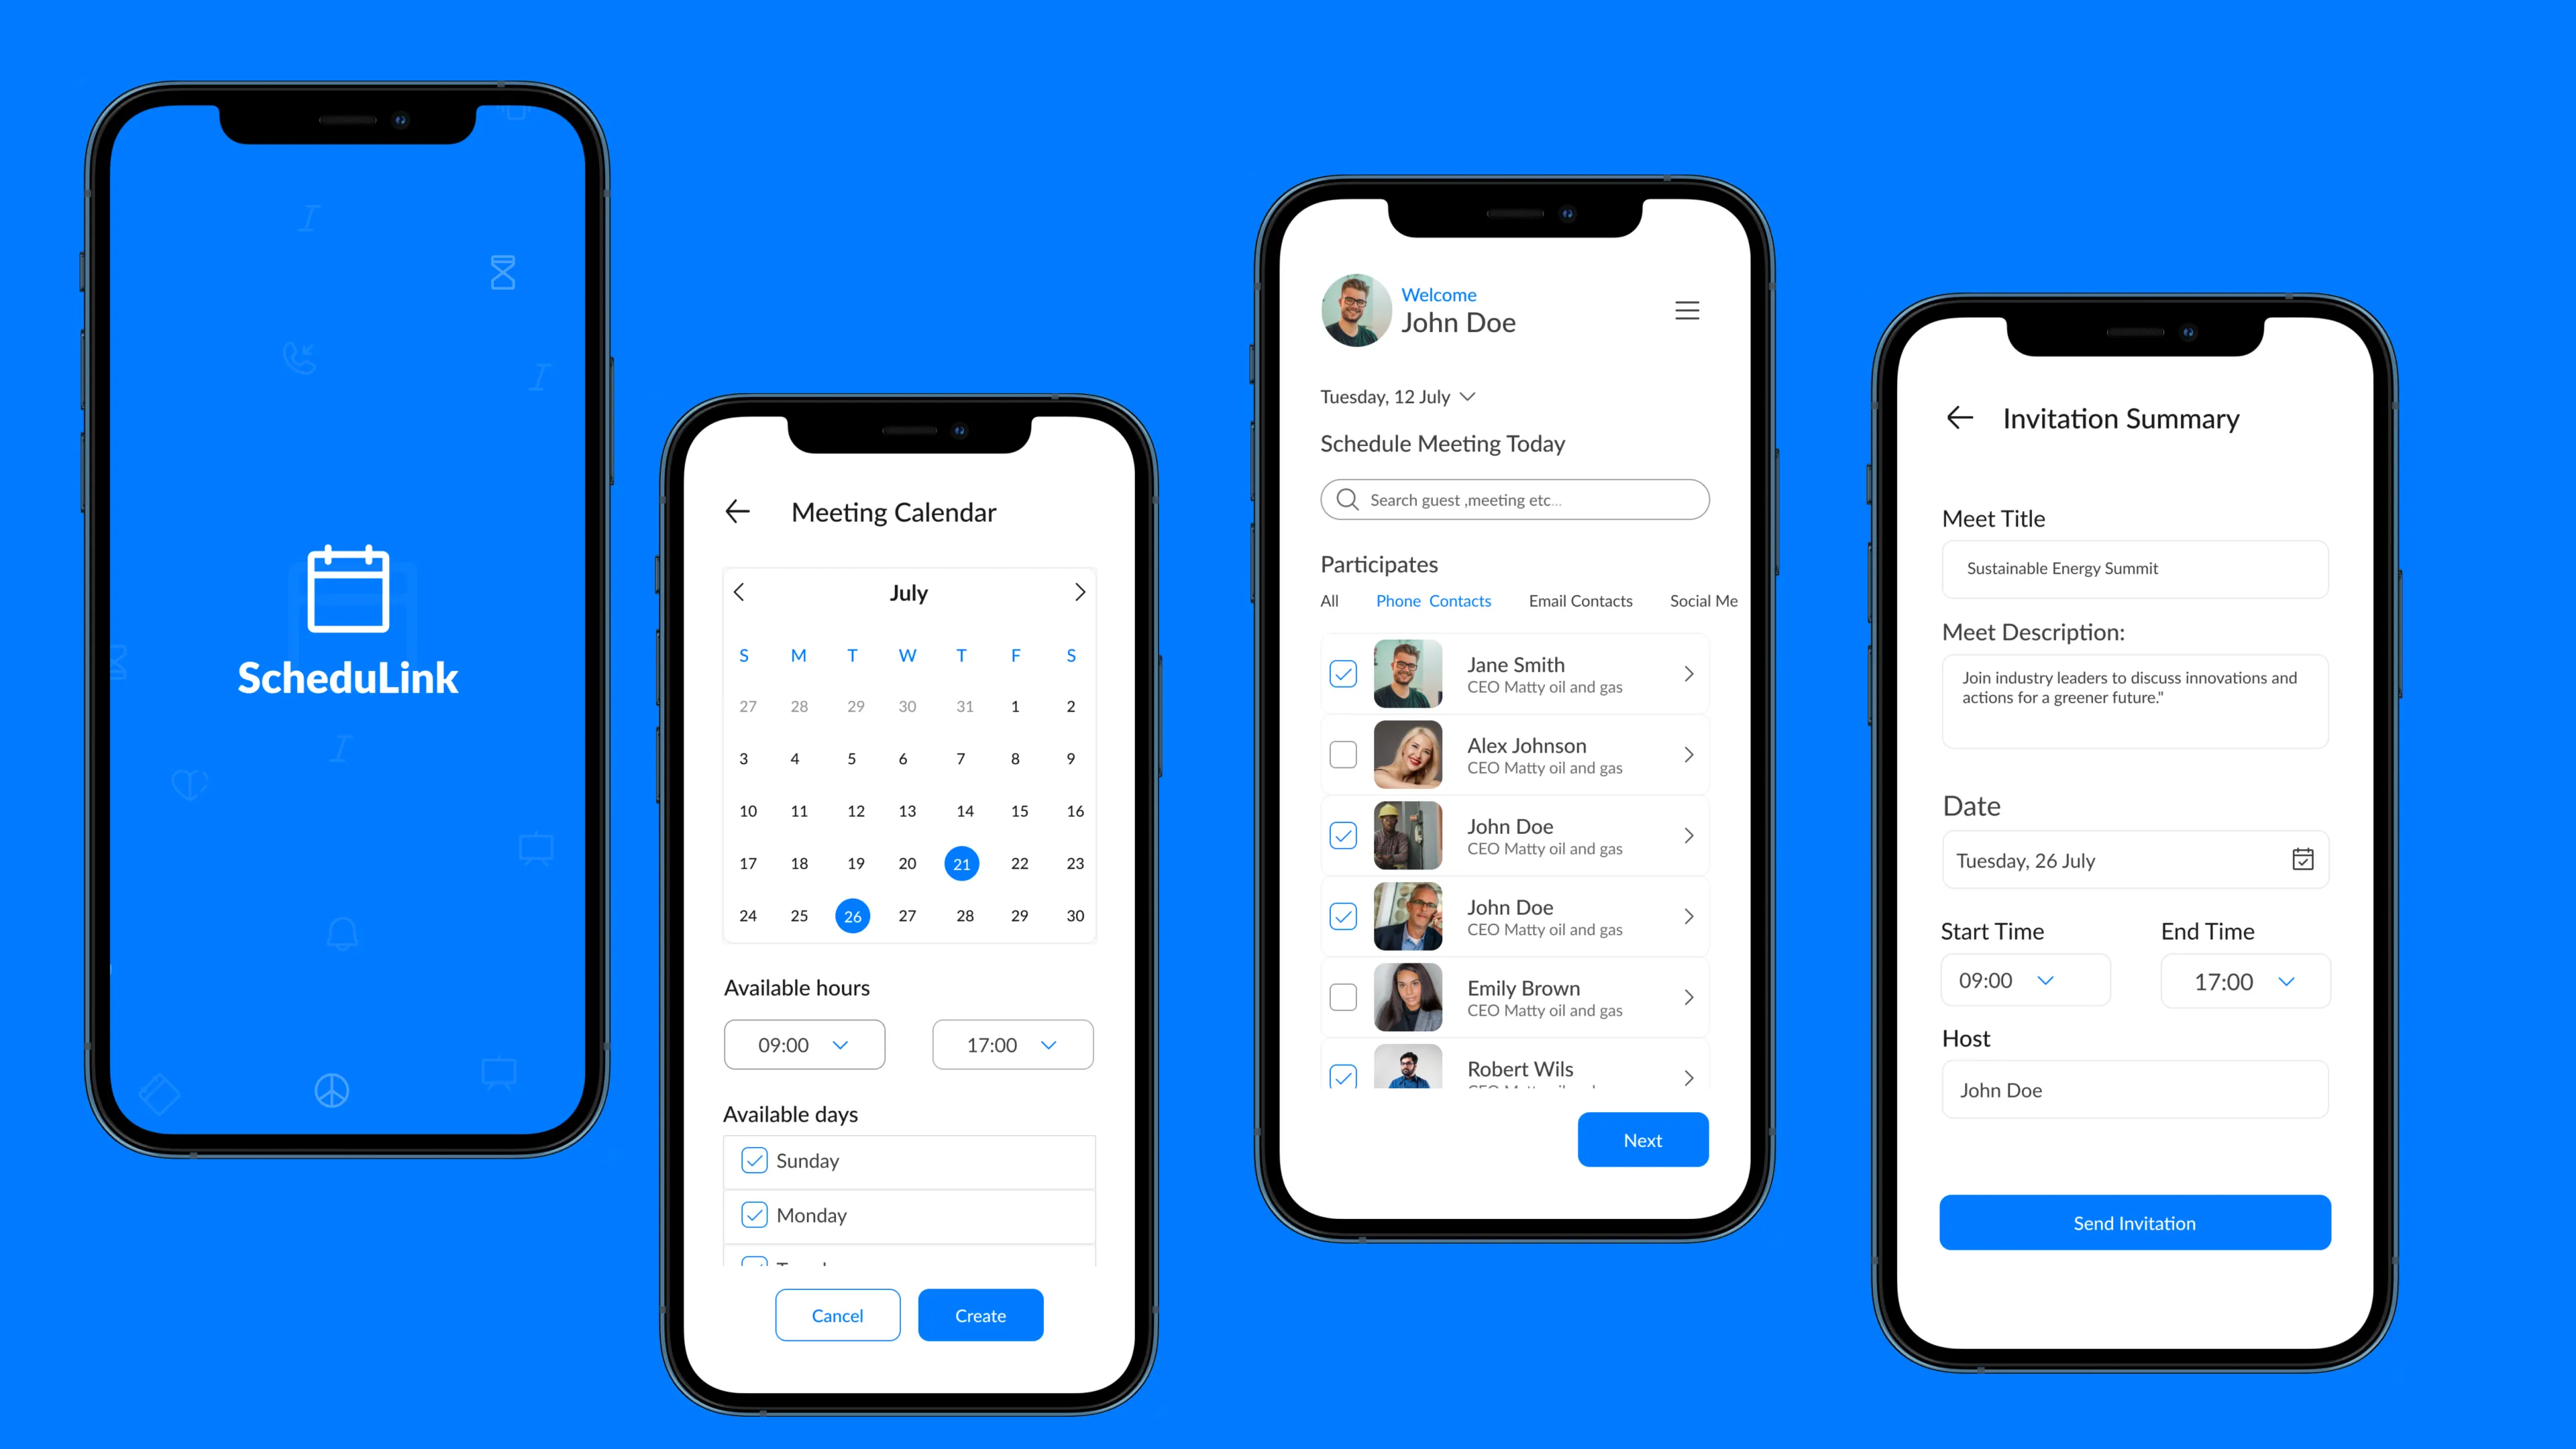 ScheduLink
Meeting Calendar
July
S M T W T F S
27 28 29 30 31 1 2
3 4 5 6 7 8 9
10 11 12 13 14 15 16
17 18 19 20 21 22 23
24 25 26 27 28 29 30
Available hours
09:00 17:00
Available days
Sunday
Monday
Cancel Create
Welcome
John Doe
Tuesday, 12 July
Schedule Meeting Today
Search guest ,meeting etc...
Participates
All Phone Contacts Email Contacts Social Me
Jane Smith
CEO Matty oil and gas
Alex Johnson
CEO Matty oil and gas
John Doe
CEO Matty oil and gas
John Doe
CEO Matty oil and gas
Emily Brown
CEO Matty oil and gas
Robert Wils
Next
Invitation Summary
Meet Title
Sustainable Energy Summit
Meet Description:
Join industry leaders to discuss innovations and
actions for a greener future."
Date
Tuesday, 26 July
Start Time End Time
09:00 17:00
Host
John Doe
Send Invitation